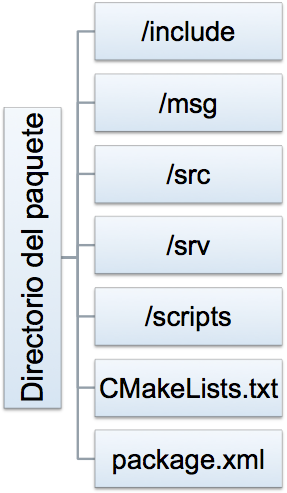 Directorio del paquete
/include
/msg
/src
/srv
/scripts
CMakeLists.txt
package.xml